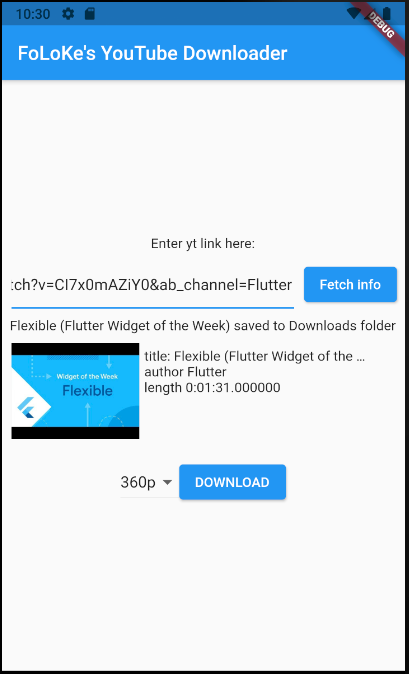 10:30
DEBUG
FoLoKe's YouTube Downloader
Enter yt link here:
tch?v=CI7x0mAZiY0&ab_channel=Flutter
Fetch info
Flexible (Flutter Widget of the Week) saved to Downloads folder
Widget of the Week
Flexible
title: Flexible (Flutter Widget of the ...
author Flutter
length 0:01:31.000000
360p
DOWNLOAD